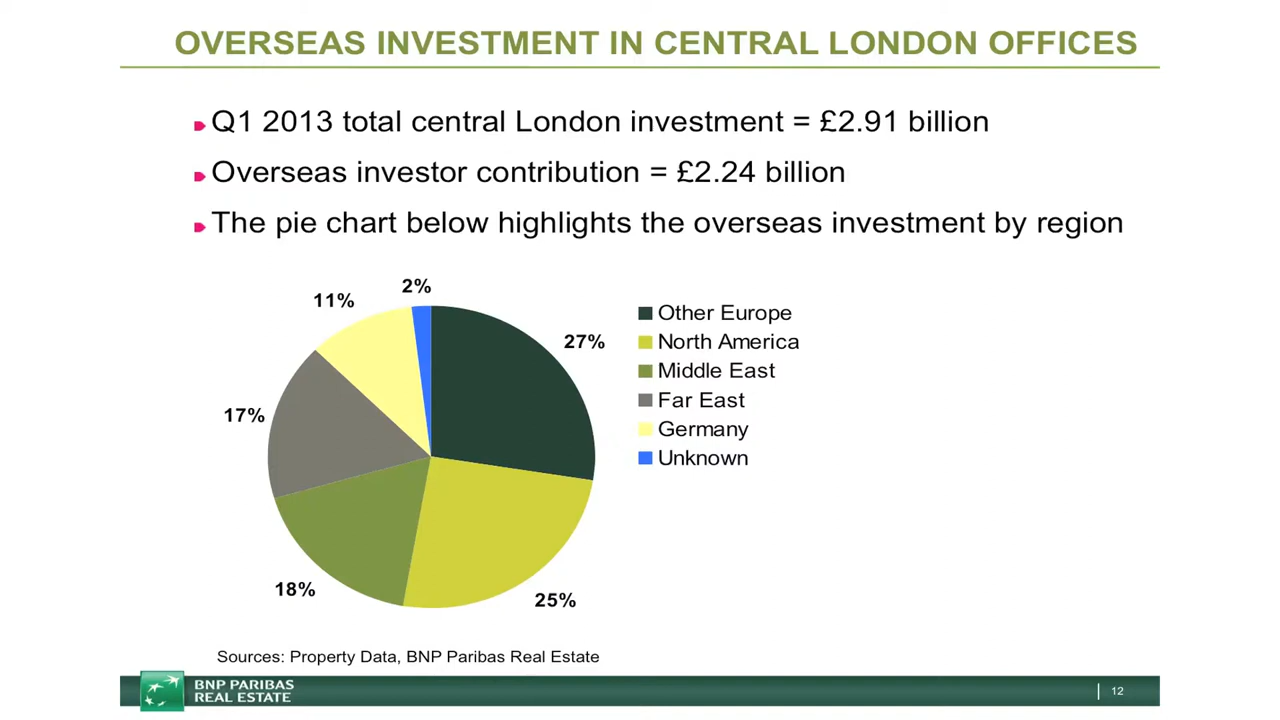 OVERSEAS INVESTMENT IN CENTRAL LONDON OFFICES
Q1 2013 total central London investment = £2.91 billion
Overseas investor contribution = £2.24 billion
The pie chart below highlights the overseas investment by region
2%
11%
27%
17%
18%
25%
Other Europe
North America
Middle East
Far East
Germany
Unknown
Sources: Property Data, BNP Paribas Real Estate
BNP PARIBAS
REAL ESTATE
12